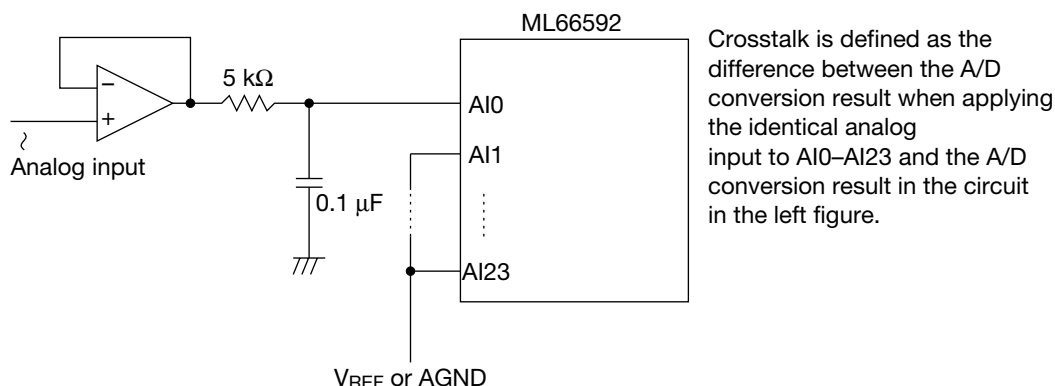 ML66592
Crosstalk is defined as the
difference between the A/D
conversion result when applying
the identical analog
input to AI0–AI23 and the A/D
conversion result in the circuit
in the left figure.
−
+
5 kΩ
AI0
~
Analog input
AI1
0.1 μF
AI23
VREF or AGND